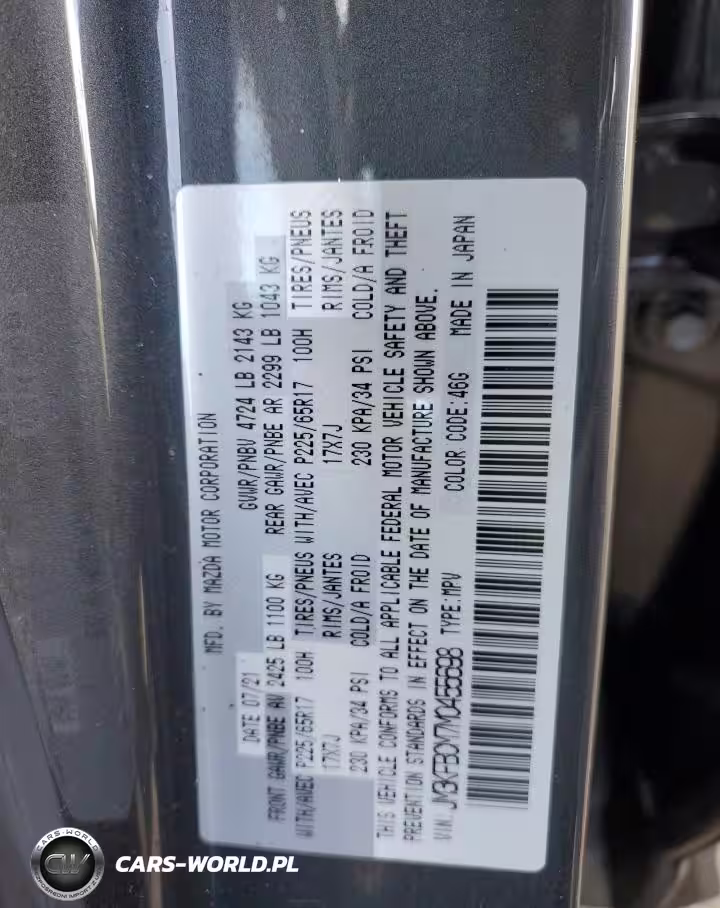 MFD. BY MAZDA MOTOR CORPORATION
DATE 07/21 GVWR/PNBV 4724 LB 2143 KG
FRONT GAWR/PNBE AV 2425 LB 1100 KG REAR GAWR/PNBE AR 2299 LB 1043 KG
WITH/AVEC P225/65R17 100H TIRES/PNEUS WITH/AVEC P225/65R17 100H TIRES/PNEUS
17X7J RIMS/JANTES 17X7J RIMS/JANTES
230 KPA/34 PSI COLD/A FROID 230 KPA/34 PSI COLD/A FROID
THIS VEHICLE CONFORMS TO ALL APPLICABLE FEDERAL MOTOR VEHICLE SAFETY AND THEFT
PREVENTION STANDARDS IN EFFECT ON THE DATE OF MANUFACTURE SHOWN ABOVE.
VIN: JM3KFBCM7M0455698 TYPE:MPV COLOR CODE:46G MADE IN JAPAN
CARS-WORLD
CW
CARS-WORLD.PL